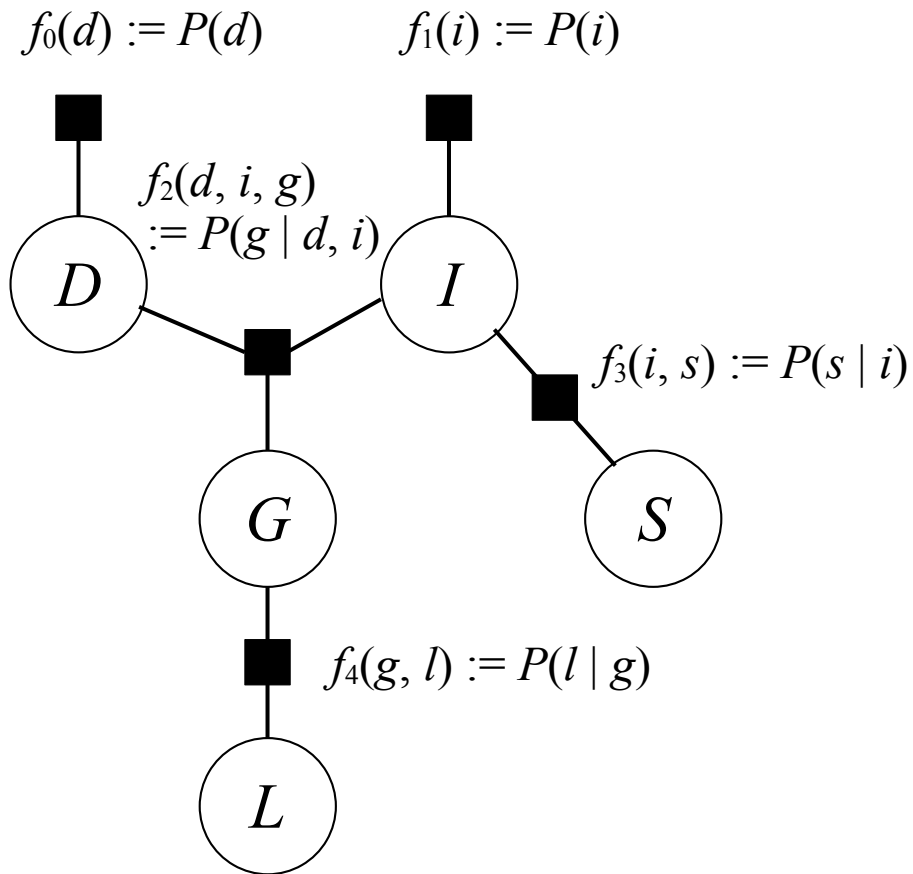 f₀(d) := P(d)
f₁(i) := P(i)
f₂(d, i, g)
:= P(g | d, i)
D
I
f₃(i, s) := P(s | i)
G
S
f₄(g, l) := P(l | g)
L